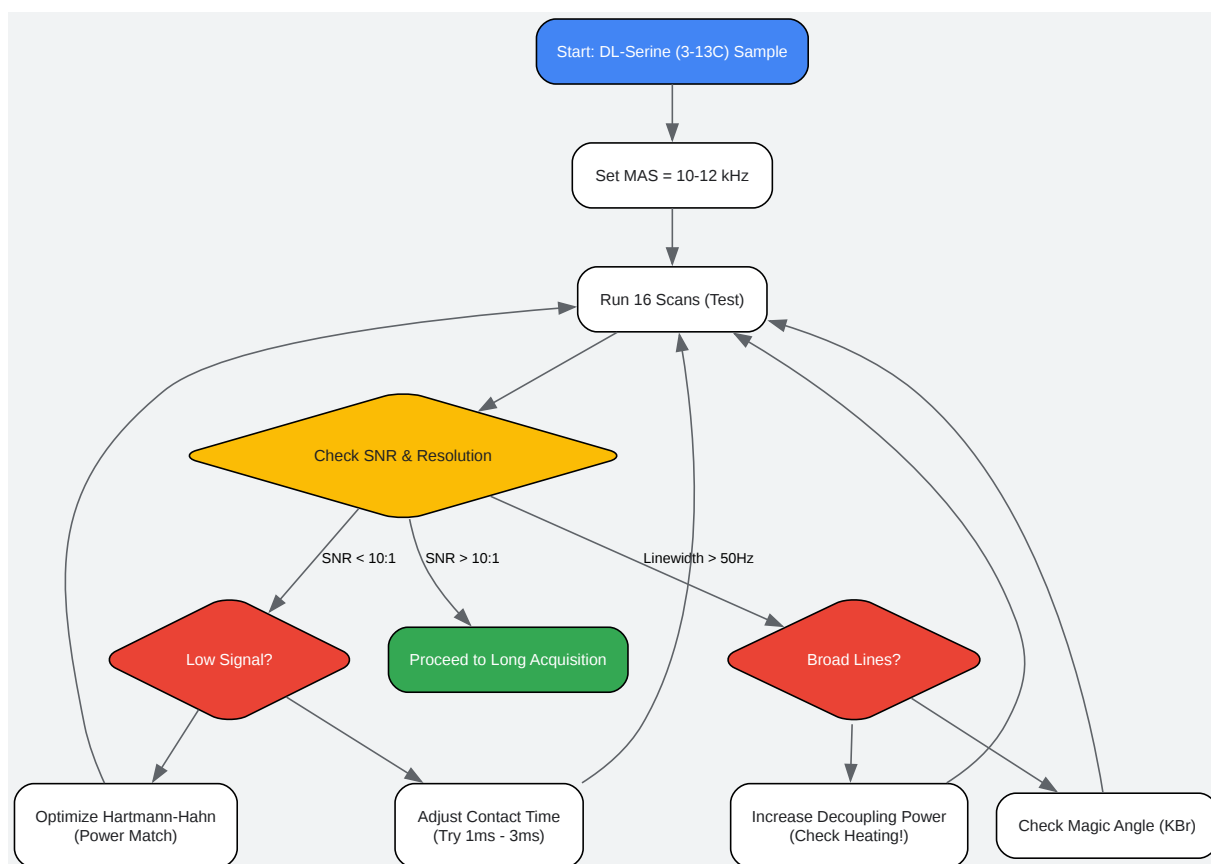 Start: DL-Serine (3-13C) Sample
Set MAS = 10-12 kHz
Run 16 Scans (Test)
Check SNR & Resolution
SNR < 10:1
SNR > 10:1
Linewidth > 50Hz
Low Signal?
Proceed to Long Acquisition
Broad Lines?
Optimize Hartmann-Hahn
(Power Match)
Adjust Contact Time
(Try 1ms - 3ms)
Increase Decoupling Power
(Check Heating!)
Check Magic Angle (KBr)